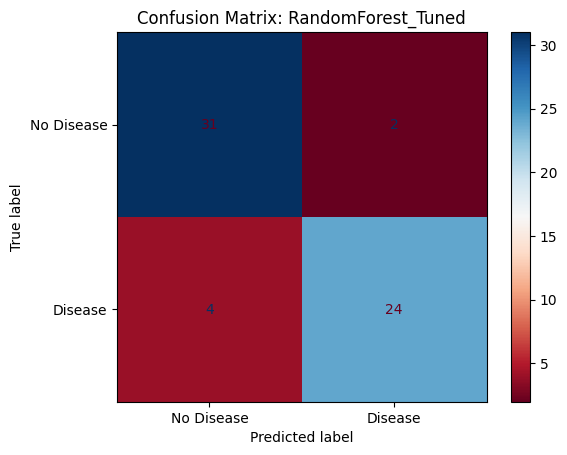 Confusion Matrix: RandomForest_Tuned
True label
No Disease
Disease
31
2
4
24
No Disease
Disease
Predicted label
30
25
20
15
10
5